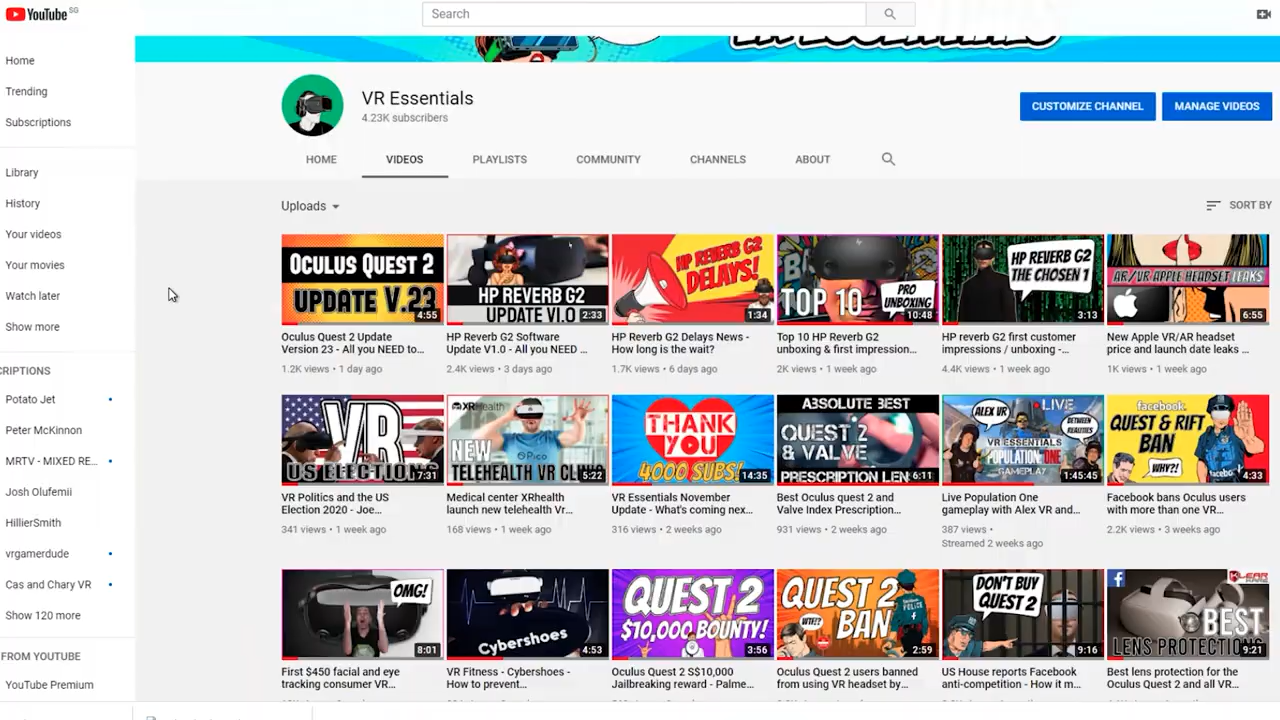 YouTube SG
Search
Home
Trending
Subscriptions
Library
History
Your videos
Your movies
Watch later
Show more
CRIPTIONS
Potato Jet
Peter McKinnon
MRTV - MIXED RE...
Josh Olufemii
HillierSmith
vrgamerdude
Cas and Chary VR
Show 120 more
FROM YOUTUBE
YouTube Premium
VR Essentials
4.23K subscribers
CUSTOMIZE CHANNEL
MANAGE VIDEOS
HOME
VIDEOS
PLAYLISTS
COMMUNITY
CHANNELS
ABOUT
Uploads
SORT BY
OCULUS QUEST 2
UPDATE V.23
4:55
Oculus Quest 2 Update
Version 23 - All you NEED to...
1.2K views • 1 day ago
HP REVERB G2
UPDATE V1.0
2:33
HP Reverb G2 Software
Update V1.0 - All you NEED ...
2.4K views • 3 days ago
HP REVERB G2
DELAYS!
1:34
HP Reverb G2 Delays News -
How long is the wait?
1.7K views • 6 days ago
TOP 10
PRO
UNBOXING
10:48
Top 10 HP Reverb G2
unboxing & first impression...
2K views • 1 week ago
HP REVERB G2
THE CHOSEN 1
3:13
HP reverb G2 first customer
impressions / unboxing -...
4.4K views • 1 week ago
AR/VR APPLE HEADSET LEAKS
6:55
New Apple VR/AR headset
price and launch date leaks ...
1K views • 1 week ago
VR
US ELECTIONS
17:31
VR Politics and the US
Election 2020 - Joe...
341 views • 1 week ago
XRHealth
NEW
Pico
TELEHEALTH VR CL
5:22
Medical center XRhealth
launch new telehealth Vr...
168 views • 1 week ago
THANK
YOU
4000 SUBS!
14:35
VR Essentials November
Update - What's coming nex...
316 views • 2 weeks ago
ABSOLUTE BEST
QUEST 2
& VALVE
PRESCRIPTION LEN
6:11
Best Oculus quest 2 and
Valve Index Prescription...
931 views • 2 weeks ago
ALEX VR
LIVE
BETWEEN
REALITIES
VR ESSENTIALS
POPULATION: ONE
GAMEPLAY
1:45:45
Live Population One
gameplay with Alex VR and...
387 views •
Streamed 2 weeks ago
facebook.
QUEST & RIFT
BAN
WHY?!
4:33
Facebook bans Oculus users
with more than one VR...
2.2K views • 3 weeks ago
OMG!
8:01
First $450 facial and eye
tracking consumer VR...
Cybershoes
4:53
VR Fitness - Cybershoes -
How to prevent...
QUEST 2
$10,000 BOUNTY!
3:56
Oculus Quest 2 S$10,000
Jailbreaking reward - Palme...
QUEST 2
BAN
WTF!?
POLICE
2:59
Oculus Quest 2 users banned
from using VR headset by...
DON'T BUY
QUEST 2
9:16
US House reports Facebook
anti-competition - How it m...
KLEAR
BEST
LENS PROTECTION
9:21
Best lens protection for the
Oculus Quest 2 and all VR...